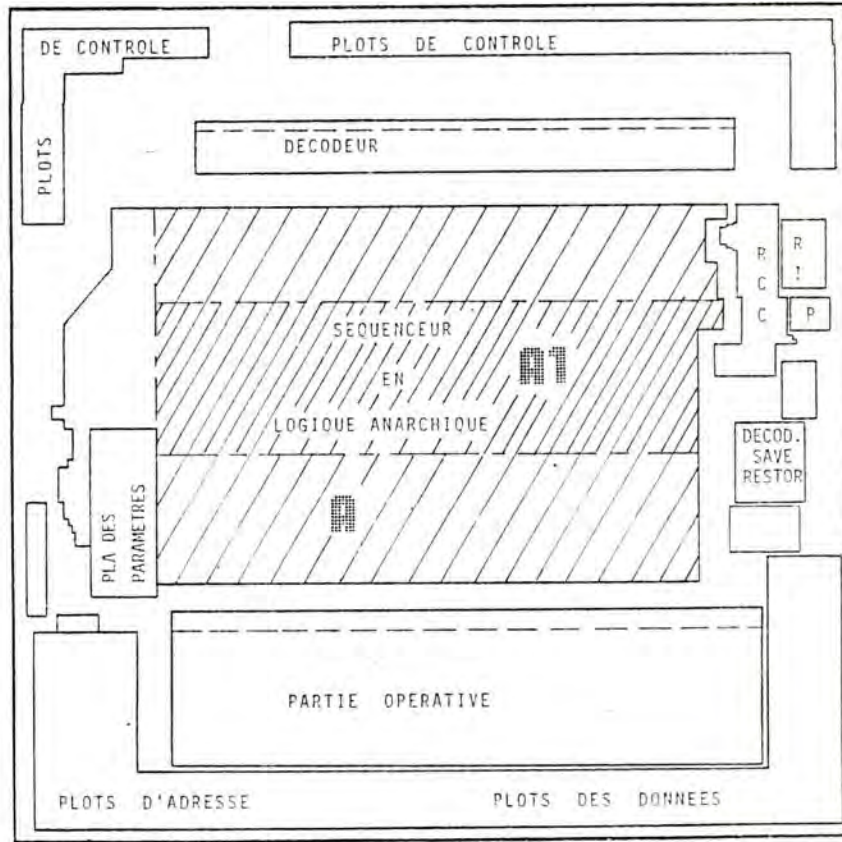 DE CONTROLE
PLOTS DE CONTROLE
PLOTS
DECODEUR
R C C
R I
P
SEQUENCEUR
A1
EN
LOGIQUE ANARCHIQUE
DECOD.
SAVE
RESTOR
A
PLA DES
PARAMETRES
PARTIE OPERATIVE
PLOTS D'ADRESSE
PLOTS DES DONNEES